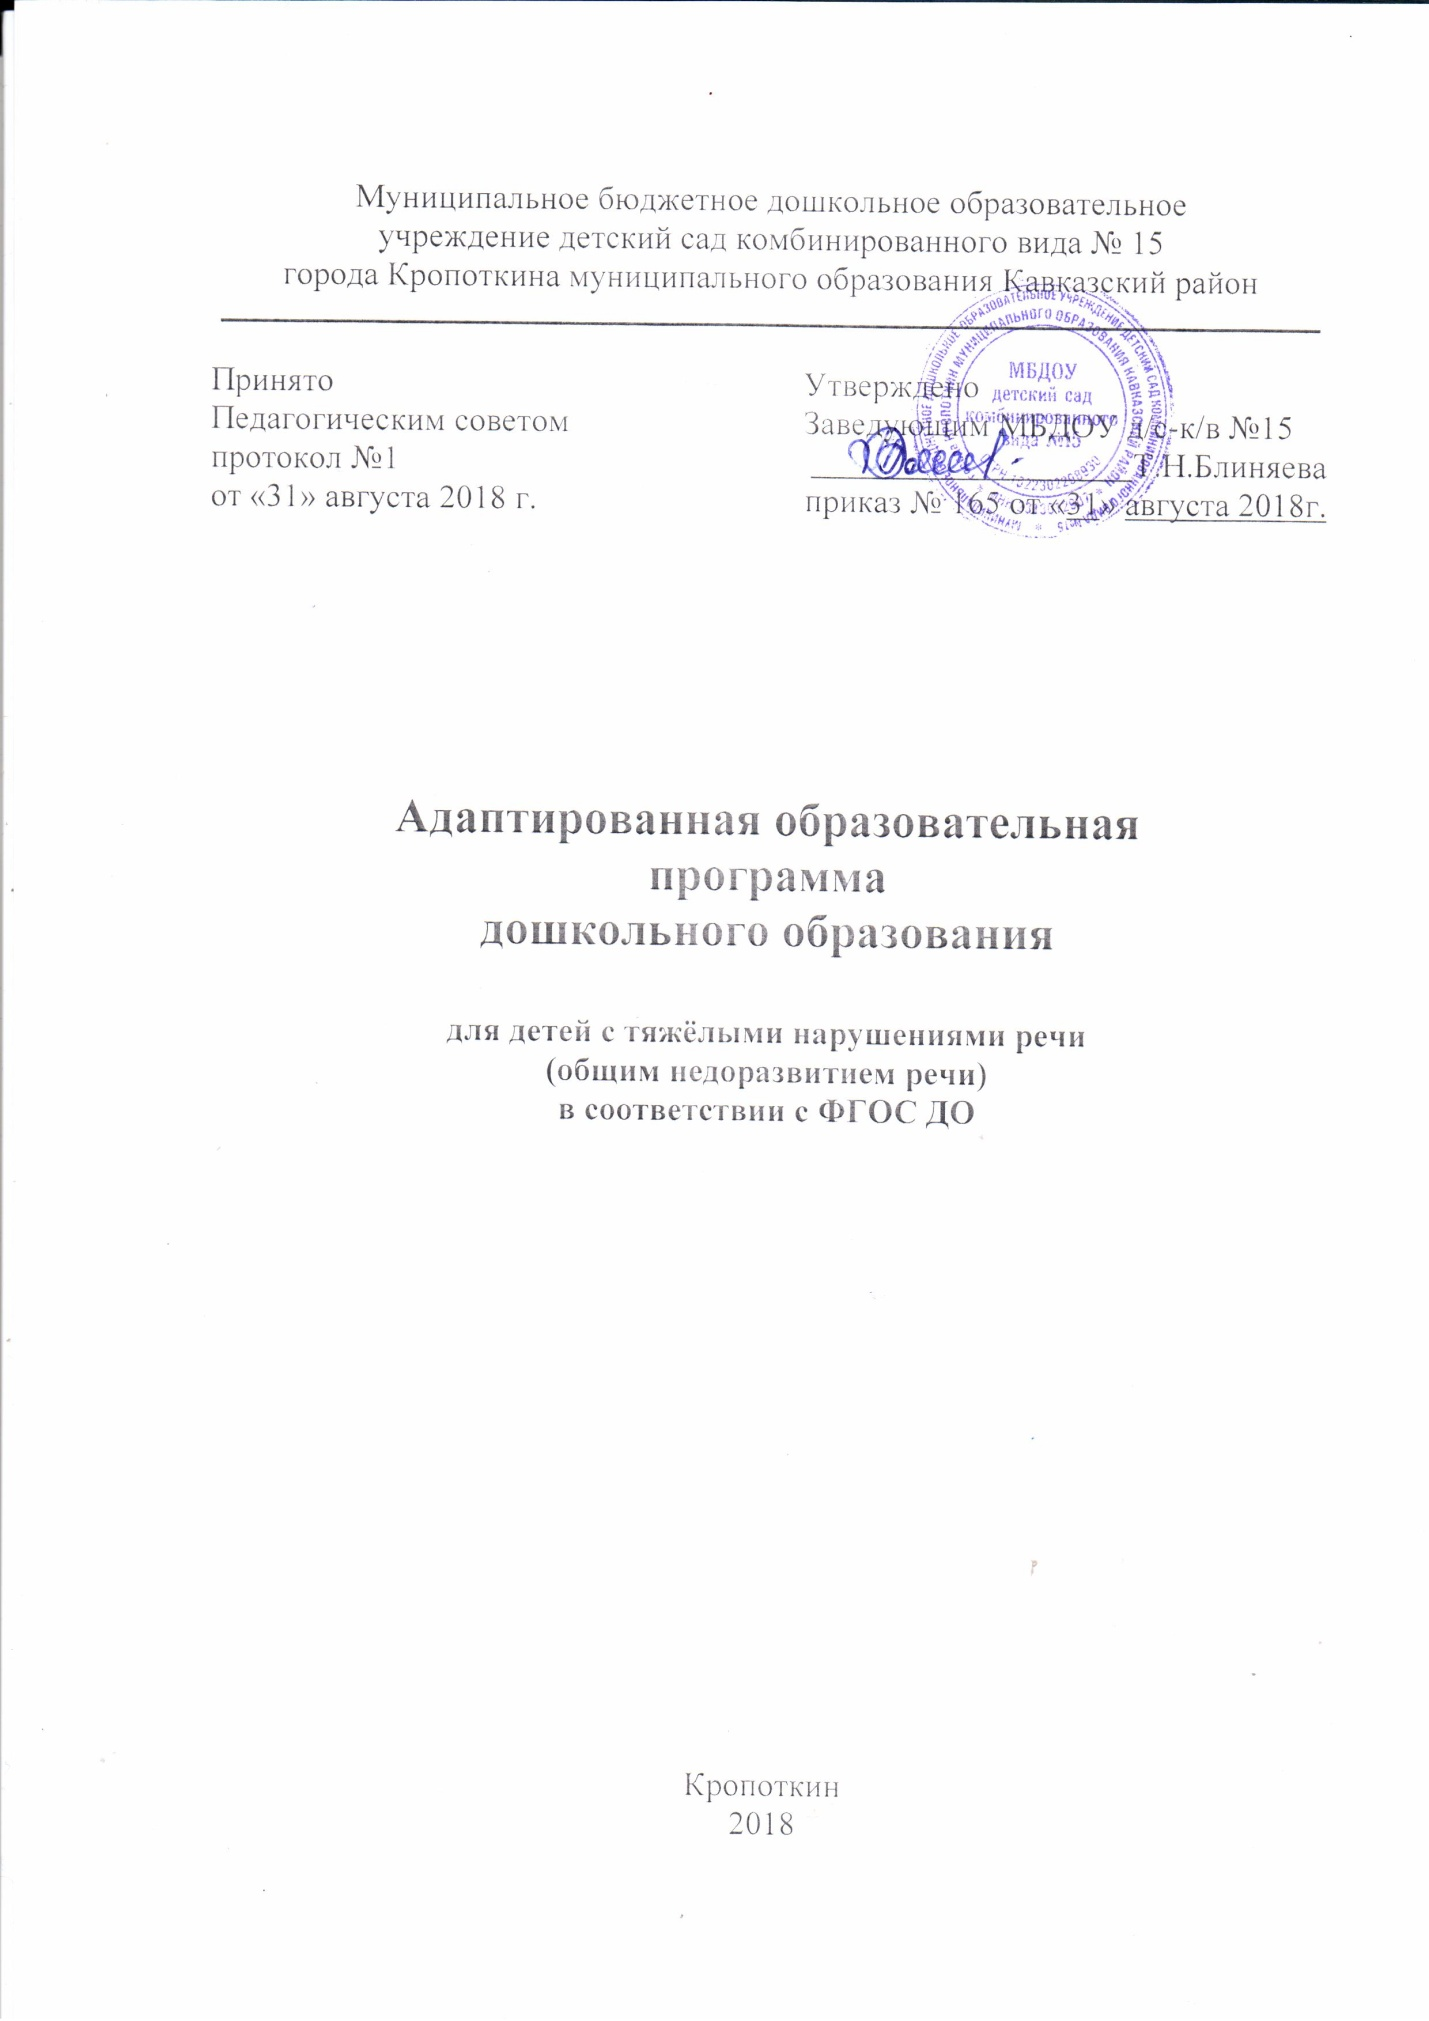 Муниципальное бюджетное дошкольное образовательное
учреждение детский сад комбинированного вида № 15
города Кропоткина муниципального образования Кавказский район
Принято
Педагогическим советом
протокол №1
от «31» августа 2018 г.
Утверждено
Заведующим МБДОУ д/с-к/в №15
Т.Н.Блиняева
приказ № 165 от «31» августа 2018г.
МБДОУ
детский сад
комбинированного
вида №15
Адаптированная образовательная
программа
дошкольного образования
для детей с тяжёлыми нарушениями речи
(общим недоразвитием речи)
в соответствии с ФГОС ДО
Кропоткин
2018